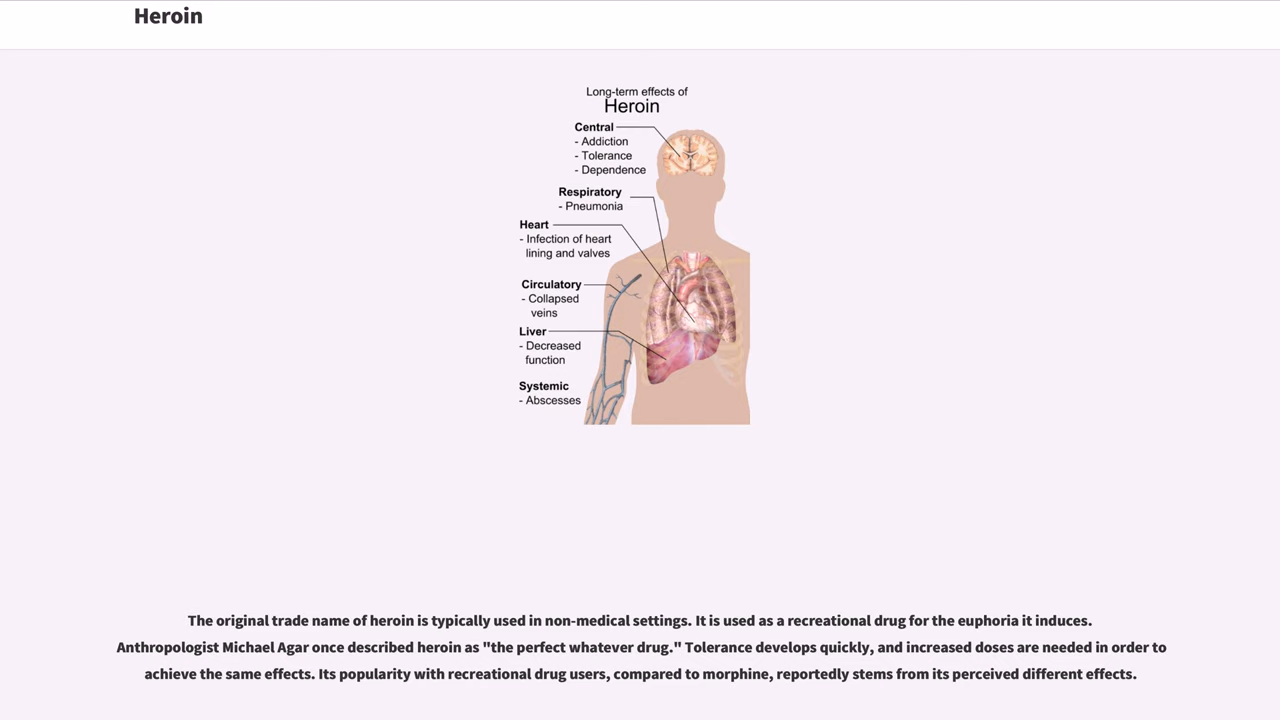 Heroin
Long-term effects of
Heroin
Central
- Addiction
- Tolerance
- Dependence
Respiratory
- Pneumonia
Heart
- Infection of heart
lining and valves
Circulatory
- Collapsed
veins
Liver
- Decreased
function
Systemic
- Abscesses
The original trade name of heroin is typically used in non-medical settings. It is used as a recreational drug for the euphoria it induces.
Anthropologist Michael Agar once described heroin as "the perfect whatever drug." Tolerance develops quickly, and increased doses are needed in order to
achieve the same effects. Its popularity with recreational drug users, compared to morphine, reportedly stems from its perceived different effects.